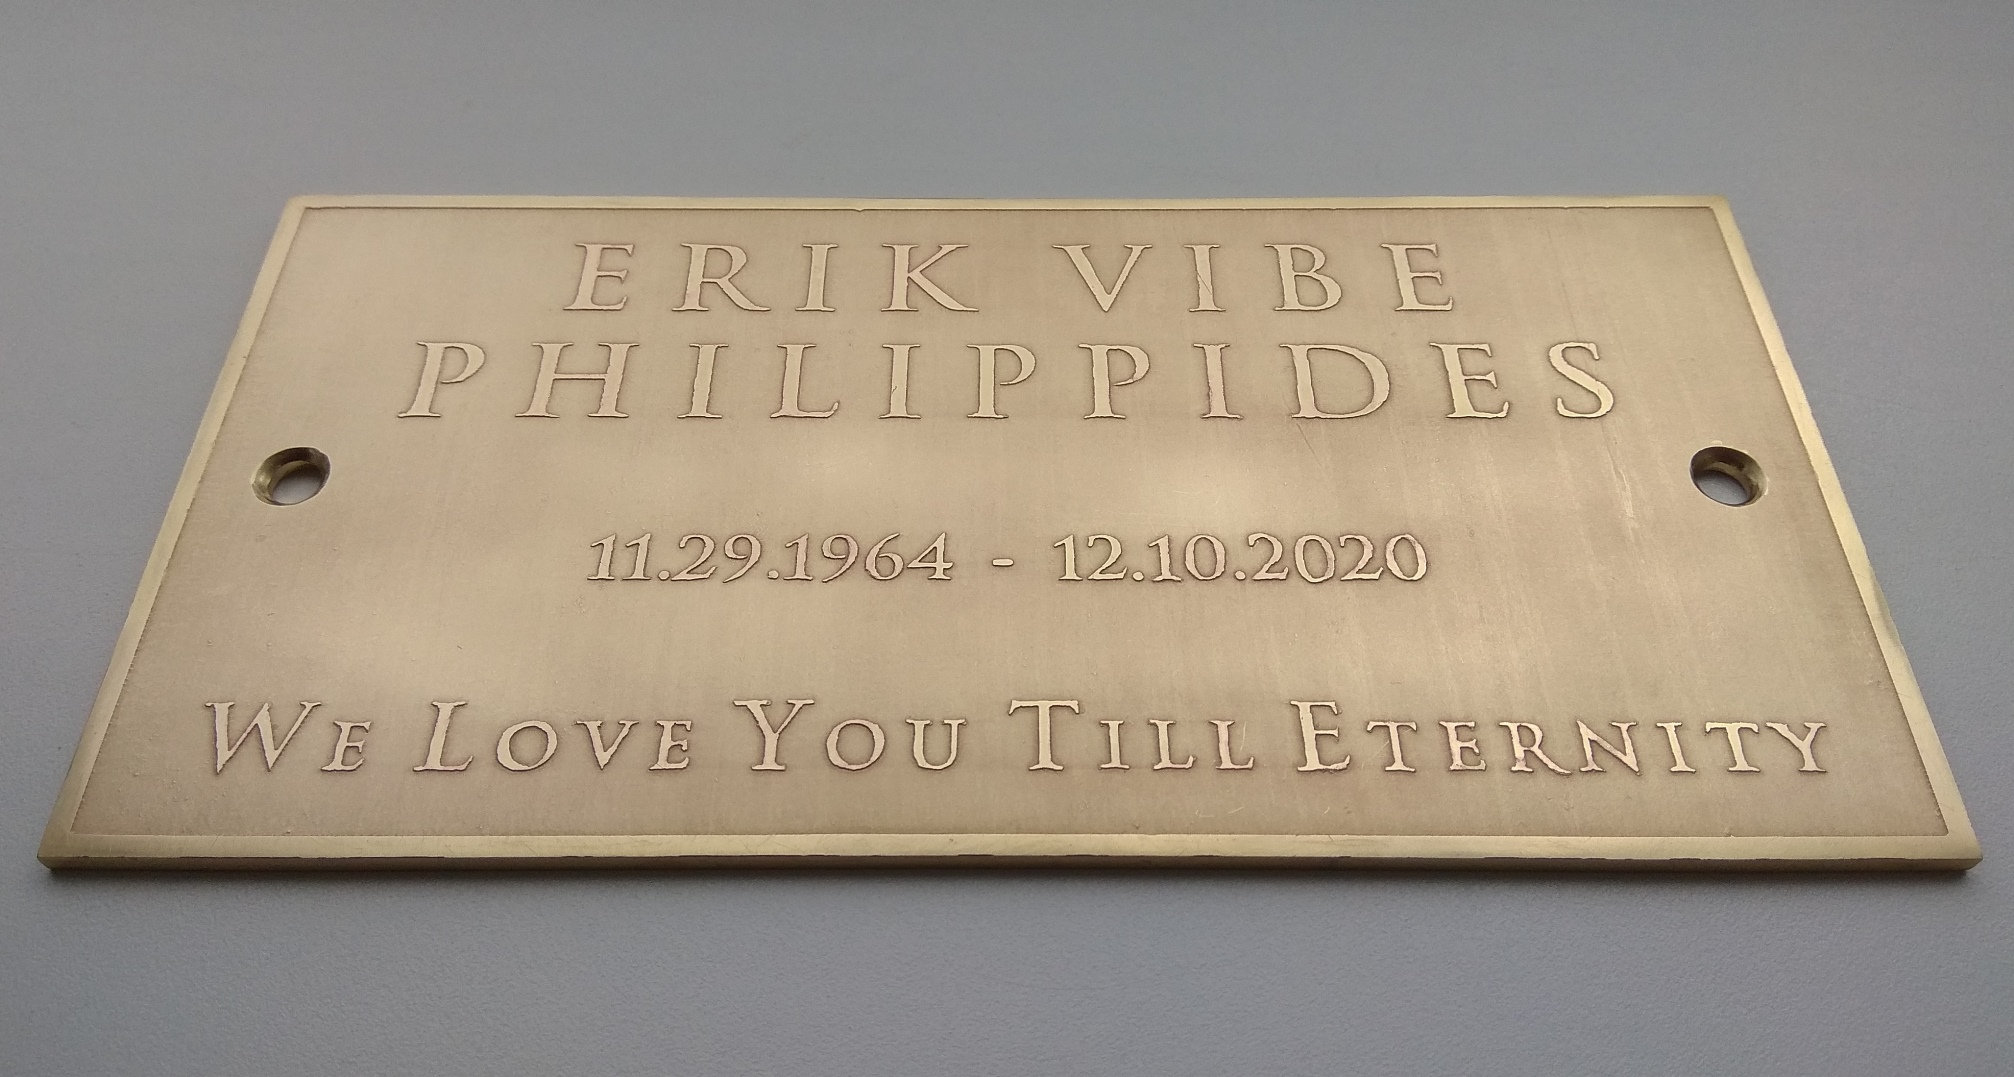 ERIK VIBE
PHILIPPIDES
11.29.1964 - 12.10.2020
WE LOVE YOU TILL ETERNITY